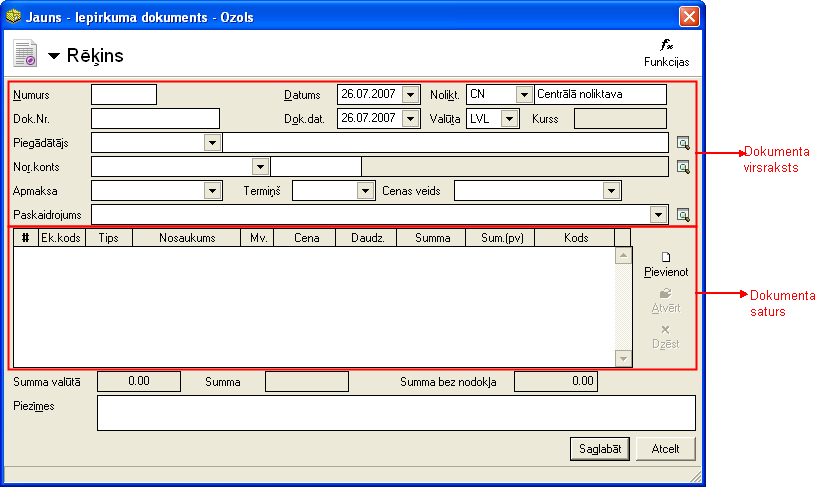 Jauns - Iepirkuma dokuments - Ozols
Rēķins
Funkcijas
Numurs Datums 26.07.2007 Nolikt. CN Centrālā noliktava
Dok.Nr. Dok.dat. 26.07.2007 Valūta LVL Kurss
Piegādātājs
Nor.konts
Apmaksa Termiņš Cenas veids
Paskaidrojums
Dokumenta
virsraksts
# Ek.kods Tips Nosaukums Mv. Cena Daudz. Summa Sum.(pv) Kods
Pievienot
Atvērt
Dzēst
Dokumenta
saturs
Summa valūtā 0.00 Summa Summa bez nodokļa 0.00
Piezīmes
Saglabāt Atcelt